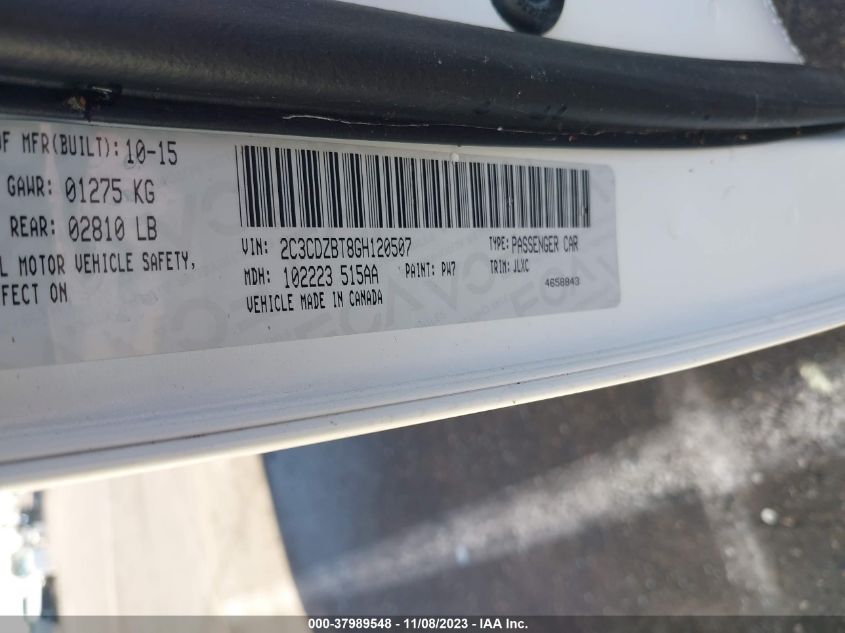 OF MFR(BUILT): 10-15
GAWR: 01275 KG
REAR: 02810 LB
L MOTOR VEHICLE SAFETY,
FFECT ON
VIN: 2C3CDZBT8GH120507
TYPE: PASSENGER CAR
MDH: 102223 515AA
PAINT: PW7
TRIM: JLXC
VEHICLE MADE IN CANADA
4658843
000-37989548 - 11/08/2023 - IAA Inc.